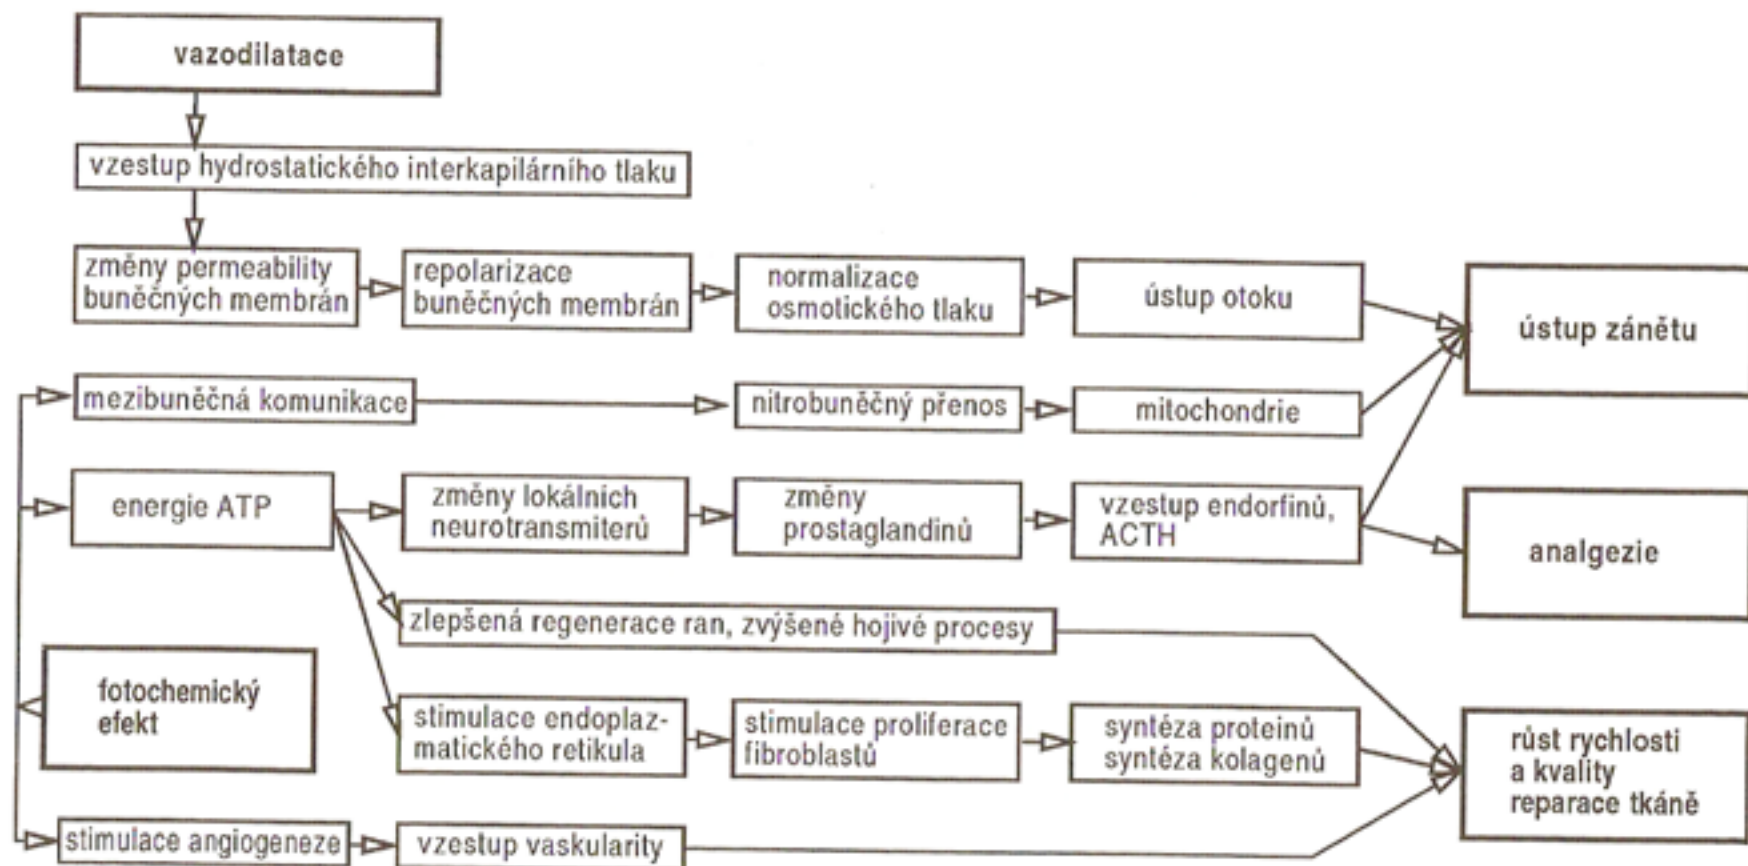 vazodilatace
vzestup hydrostatického interkapilárního tlaku
změny permeability
buněčných membrán
repolarizace
buněčných membrán
normalizace
osmotického tlaku
ústup otoku
ústup zánětu
mezibuněčná komunikace
nitrobuněčný přenos
mitochondrie
energie ATP
změny lokálních
neurotransmiterů
změny
prostaglandinů
vzestup endorfinů,
ACTH
analgezie
zlepšená regenerace ran, zvýšené hojivé procesy
fotochemický
efekt
stimulace endoplaz-
matického retikula
stimulace proliferace
fibroblastů
syntéza proteinů
syntéza kolagenů
růst rychlosti
a kvality
reparace tkáně
stimulace angiogeneze
vzestup vaskularity